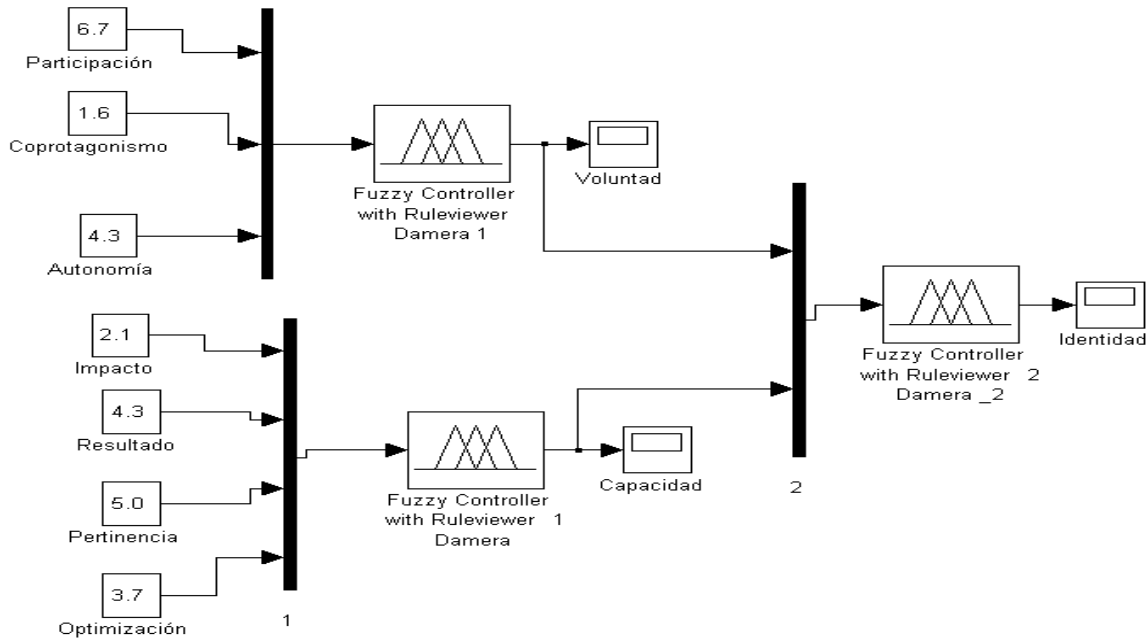 6.7
Participación
1.6
Coprotagonismo
4.3
Autonomía
Fuzzy Controller
with Ruleviewer
Damera 1
Voluntad
2.1
Impacto
4.3
Resultado
5.0
Pertinencia
3.7
Optimización
1
Fuzzy Controller
with Ruleviewer 1
Damera
Capacidad
2
Fuzzy Controller
with Ruleviewer 2
Damera _2
Identidad